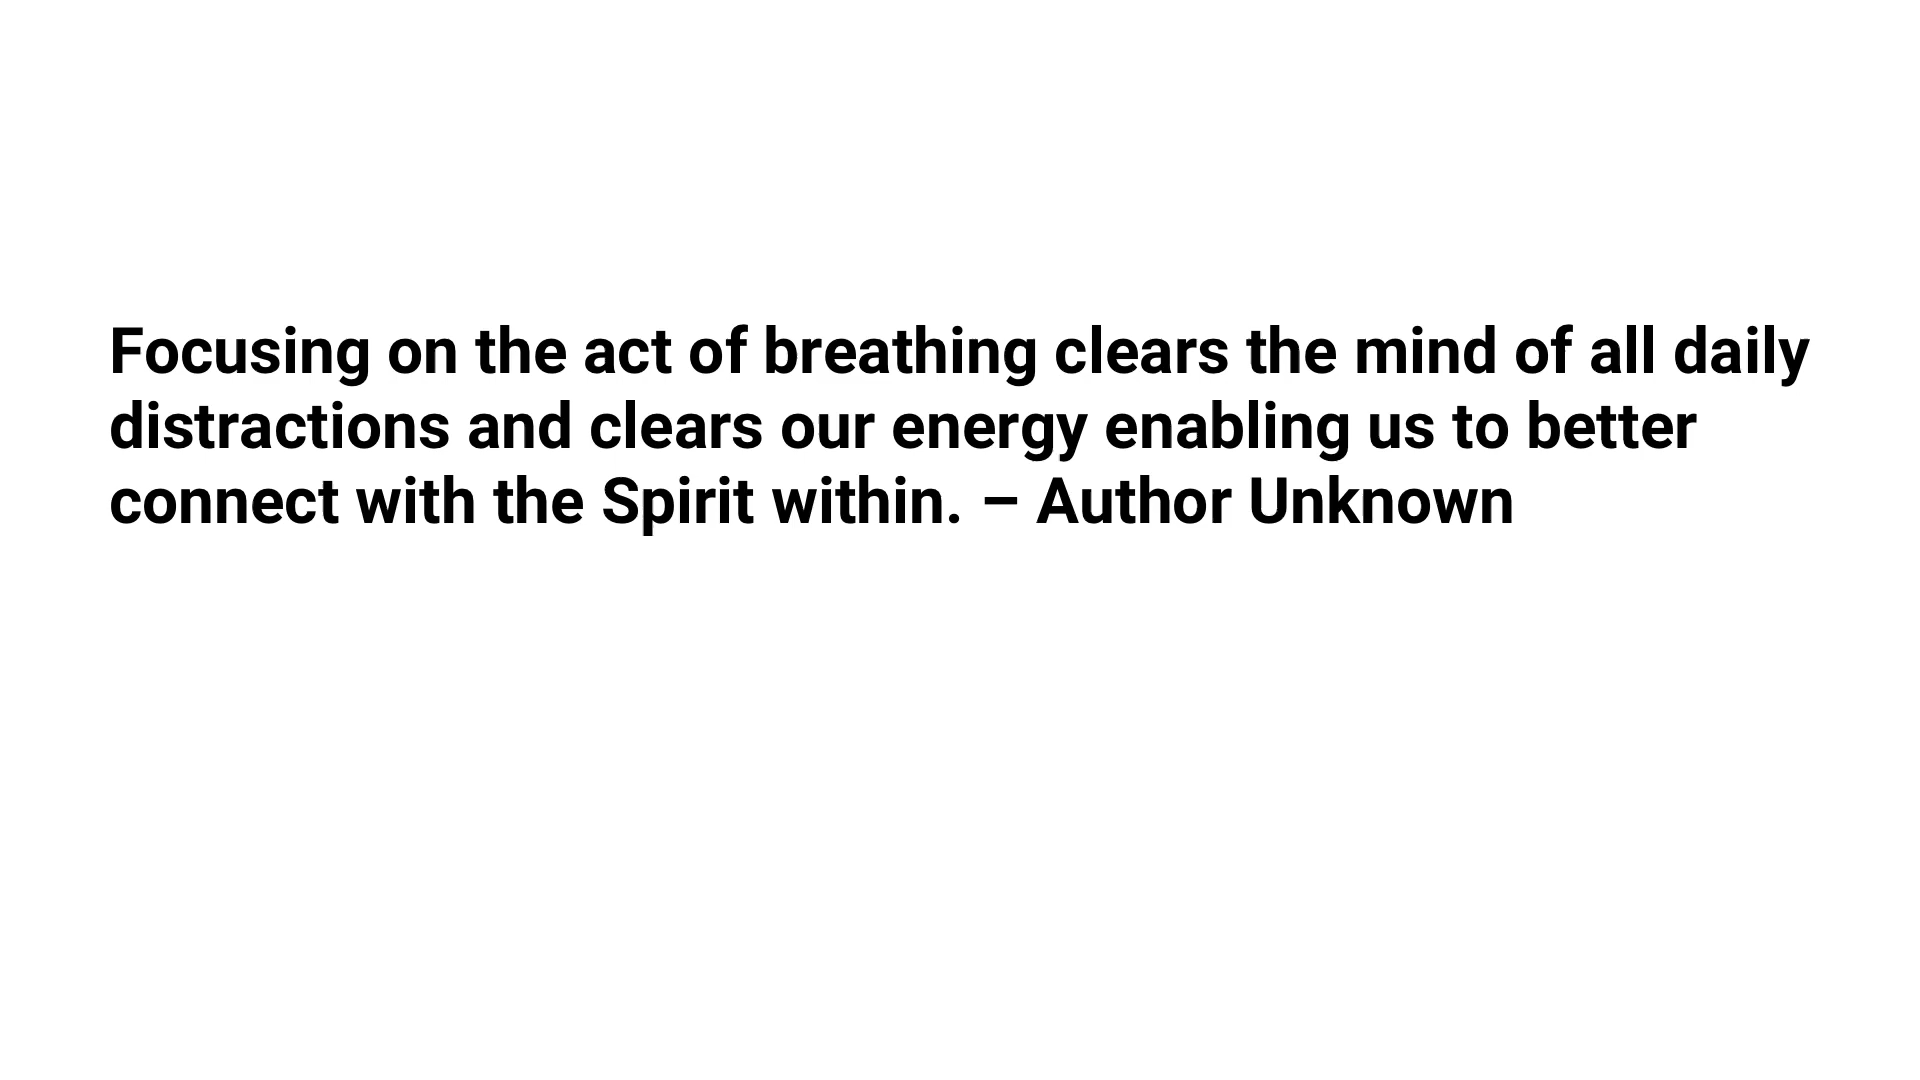 Focusing on the act of breathing clears the mind of all daily
distractions and clears our energy enabling us to better
connect with the Spirit within. – Author Unknown